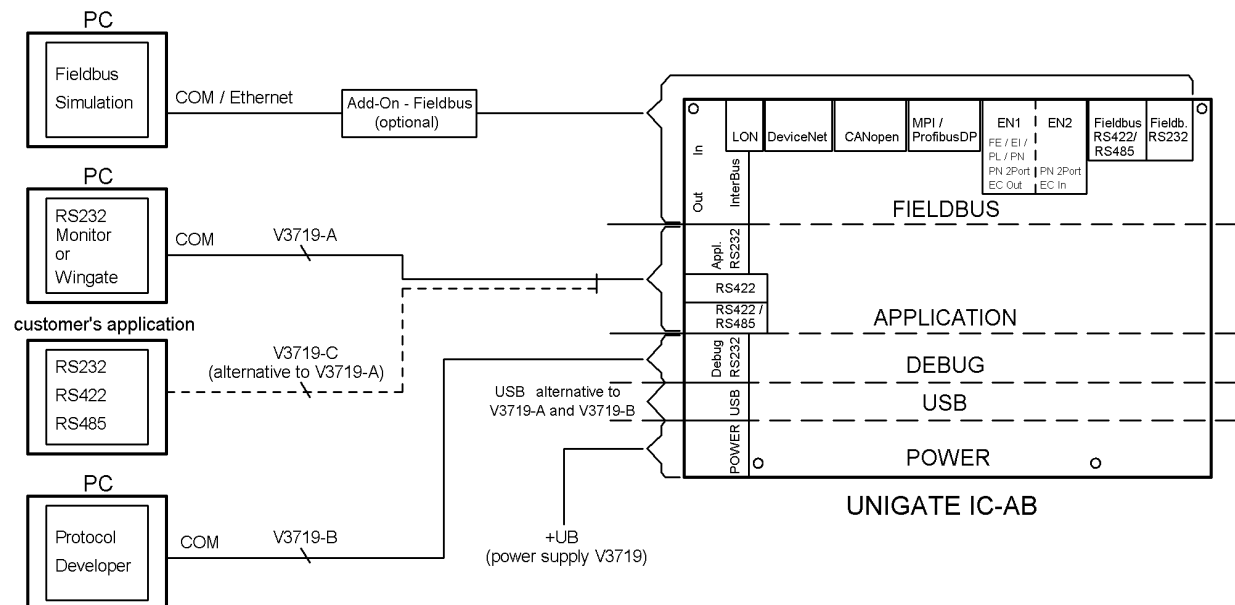 PC
Fieldbus
Simulation
COM / Ethernet
Add-On - Fieldbus
(optional)
PC
RS232
Monitor
or
Wingate
COM
V3719-A
customer's application
RS232
RS422
RS485
V3719-C
(alternative to V3719-A)
PC
Protocol
Developer
COM
V3719-B
USB alternative to
V3719-A and V3719-B
+UB
(power supply V3719)
In
Out
LON
InterBus
DeviceNet
CANopen
MPI /
ProfibusDP
EN1
FE / EI /
PL / PN
PN 2Port
EC Out
EN2
PN 2Port
EC In
Fieldbus
RS422/
RS485
Fieldb.
RS232
FIELDBUS
Appl.
RS232
RS422
RS422 /
RS485
APPLICATION
Debug
RS232
DEBUG
USB
USB
POWER
POWER
UNIGATE IC-AB